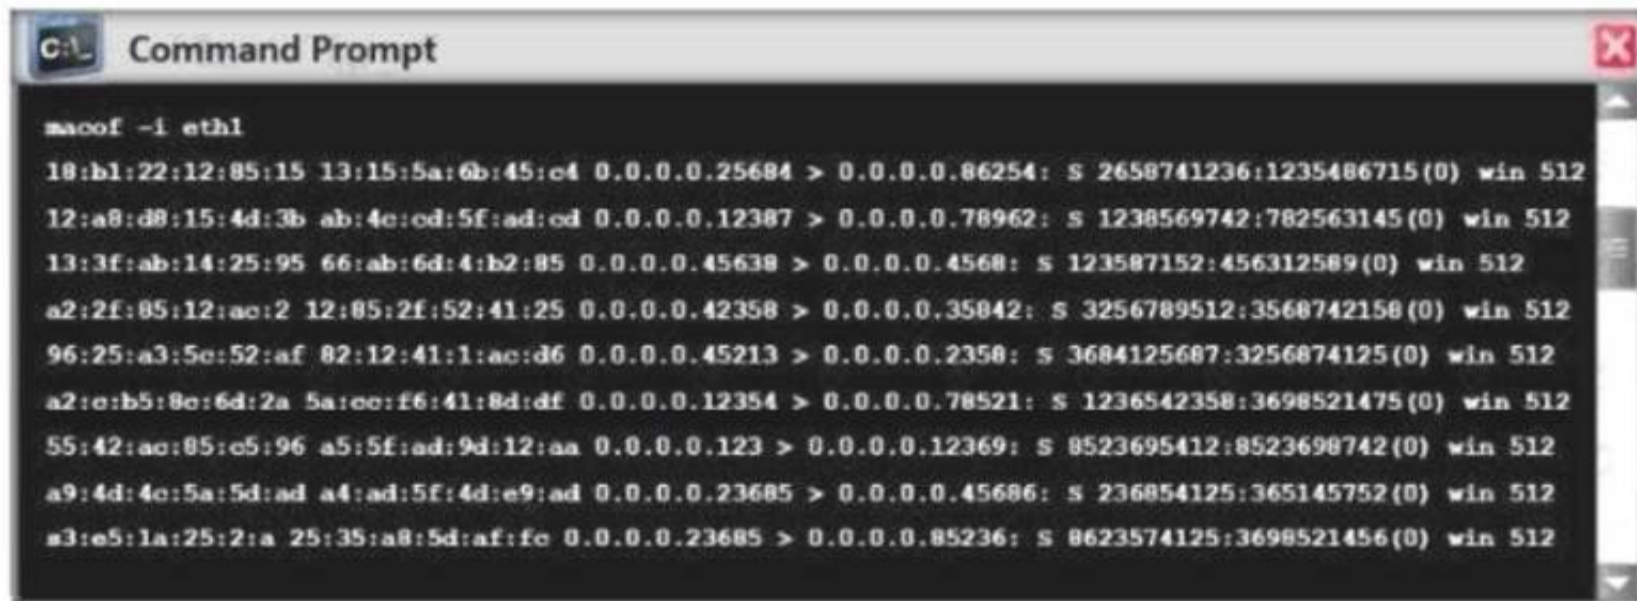 C:\_ Command Prompt
macof -i eth1
18:b1:22:12:85:15 13:15:5a:6b:45:c4 0.0.0.0.25684 > 0.0.0.0.86254: S 2658741236:1235486715(0) win 512
12:a8:d8:15:4d:3b ab:4c:cd:5f:ad:cd 0.0.0.0.12387 > 0.0.0.0.78962: S 1238569742:782563145(0) win 512
13:3f:ab:14:25:95 66:ab:6d:4:b2:85 0.0.0.0.45638 > 0.0.0.0.4568: S 123587152:456312589(0) win 512
a2:2f:85:12:ac:2 12:85:2f:52:41:25 0.0.0.0.42358 > 0.0.0.0.35842: S 3256789512:3568742158(0) win 512
96:25:a3:5c:52:af 82:12:41:1:ac:d6 0.0.0.0.45213 > 0.0.0.0.2358: S 3684125687:3256874125(0) win 512
a2:c:b5:8c:6d:2a 5a:cc:f6:41:8d:df 0.0.0.0.12354 > 0.0.0.0.78521: S 1236542358:3698521475(0) win 512
55:42:ac:85:c5:96 a5:5f:ad:9d:12:aa 0.0.0.0.123 > 0.0.0.0.12369: S 8523695412:8523698742(0) win 512
a9:4d:4c:5a:5d:ad a4:ad:5f:4d:e9:ad 0.0.0.0.23685 > 0.0.0.0.45686: S 236854125:365145752(0) win 512
s3:e5:1a:25:2:a 25:35:a8:5d:af:fc 0.0.0.0.23685 > 0.0.0.0.85236: S 8623574125:3698521456(0) win 512